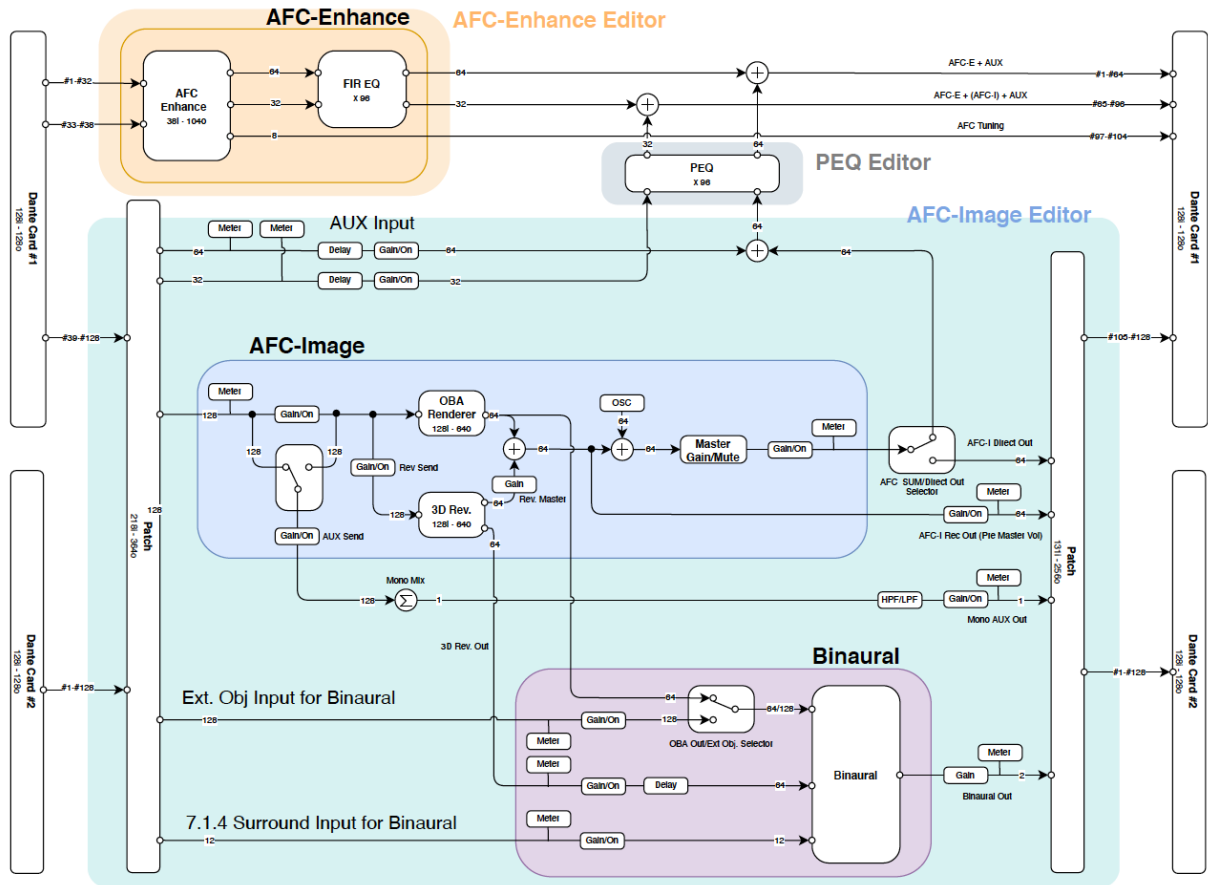 AFC-Enhance
AFC-Enhance Editor
Dante Card #1
128i - 128o
#1-#32
#33-#38
AFC
Enhance
38i - 104o
64
32
8
FIR EQ
X 96
64
32
AFC-E + AUX
#1-#64
AFC-E + (AFC-I) + AUX
#65-#96
AFC Tuning
#97-#104
Dante Card #1
128i - 128o
32
64
PEQ
X 96
PEQ Editor
AFC-Image Editor
AUX Input
Meter
Meter
64
Delay
Gain/On
64
64
64
32
Delay
Gain/On
32
#39-#128
#105-#128
AFC-Image
Meter
128
Gain/On
128
128
OBA
Renderer
128i - 64o
64
OSC
64
64
64
Master
Gain/Mute
Gain/On
Meter
AFC SUM/Direct Out
Selector
AFC-I Direct Out
64
Gain/On
Rev Send
Gain
Rev. Master
128
3D Rev.
128i - 64o
64
64
Gain/On
AUX Send
Gain/On
Meter
64
AFC-I Rec Out (Pre Master Vol)
128
Patch
216i - 364o
Patch
131i - 256o
Mono Mix
128
Σ
1
HPF/LPF
Gain/On
Meter
1
Mono AUX Out
3D Rev. Out
Dante Card #2
128i - 128o
#1-#128
#1-#128
Dante Card #2
128i - 128o
Binaural
Ext. Obj Input for Binaural
128
Meter
Gain/On
64
128
OBA Out/Ext Obj. Selector
64/128
Meter
Gain/On
Delay
64
Binaural
Gain
Meter
2
Binaural Out
7.1.4 Surround Input for Binaural
12
Meter
Gain/On
12